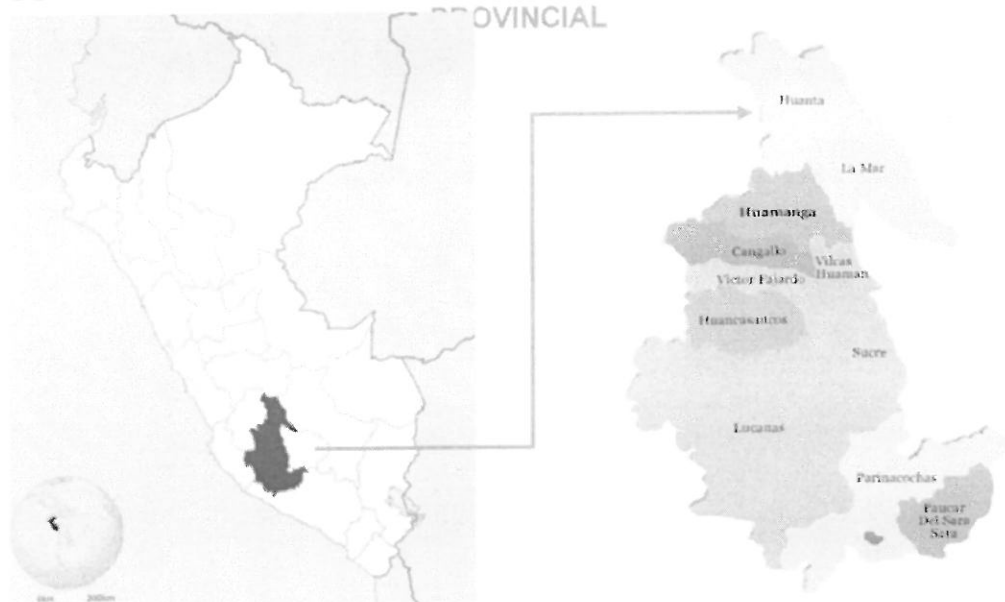 PROVINCIAL
Huanta
La Mar
Huamanga
Cangallo
Vilcas
Huaman
Victor Fajardo
Huancasancos
Sucre
Lucanas
Parinacochas
Paucar
Del Sara
Sara